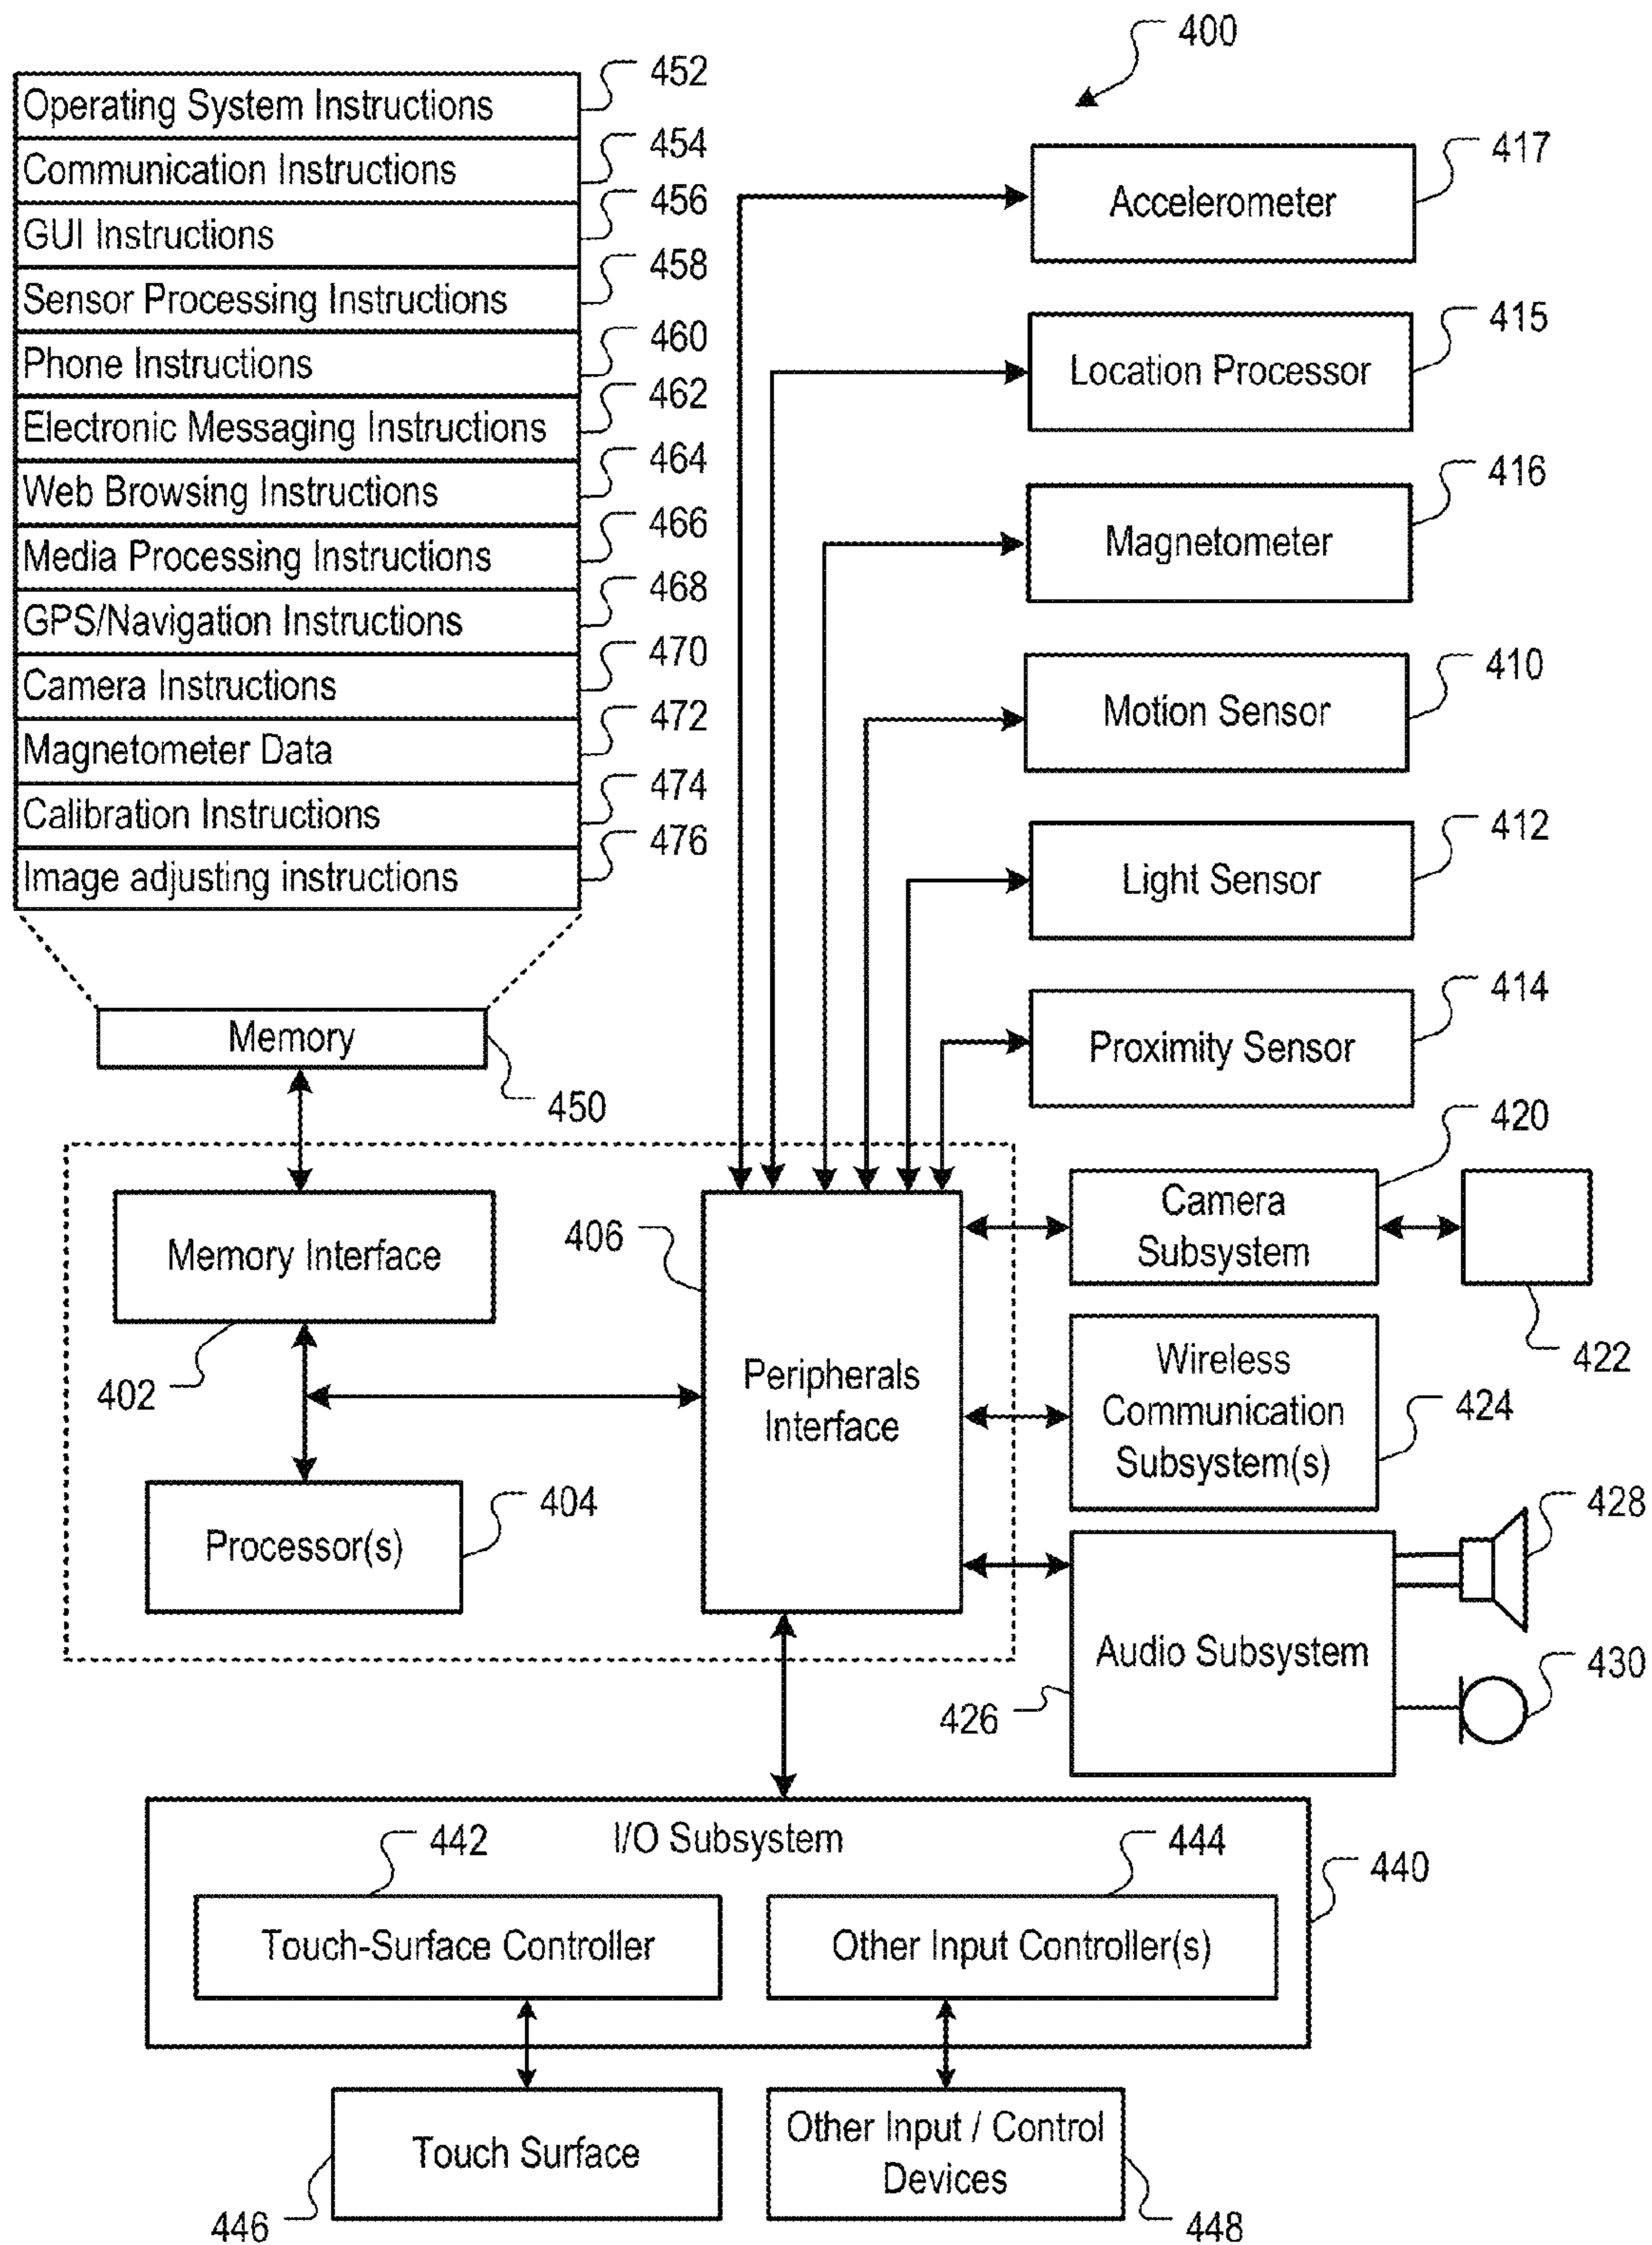 400
Operating System Instructions
452
Communication Instructions
454
GUI Instructions
456
Sensor Processing Instructions
458
Phone Instructions
460
Electronic Messaging Instructions
462
Web Browsing Instructions
464
Media Processing Instructions
466
GPS/Navigation Instructions
468
Camera Instructions
470
Magnetometer Data
472
Calibration Instructions
474
Image adjusting instructions
476
Memory
450
Accelerometer
417
Location Processor
415
Magnetometer
416
Motion Sensor
410
Light Sensor
412
Proximity Sensor
414
Memory Interface
402
Processor(s)
404
406
Peripherals
Interface
Camera
Subsystem
420
422
Wireless
Communication
Subsystem(s)
424
Audio Subsystem
426
428
430
I/O Subsystem
440
442
Touch-Surface Controller
444
Other Input Controller(s)
Touch Surface
446
Other Input / Control
Devices
448